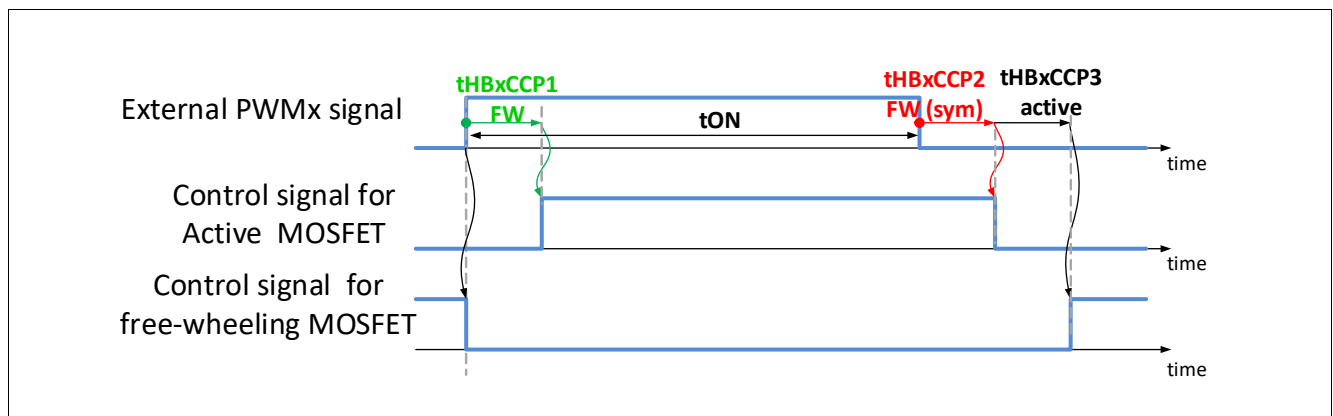 tHBxCCP1
FW
tHBxCCP2
FW (sym)
tHBxCCP3
active
External PWMx signal
tON
time
Control signal for
Active MOSFET
time
Control signal for
free-wheeling MOSFET
time